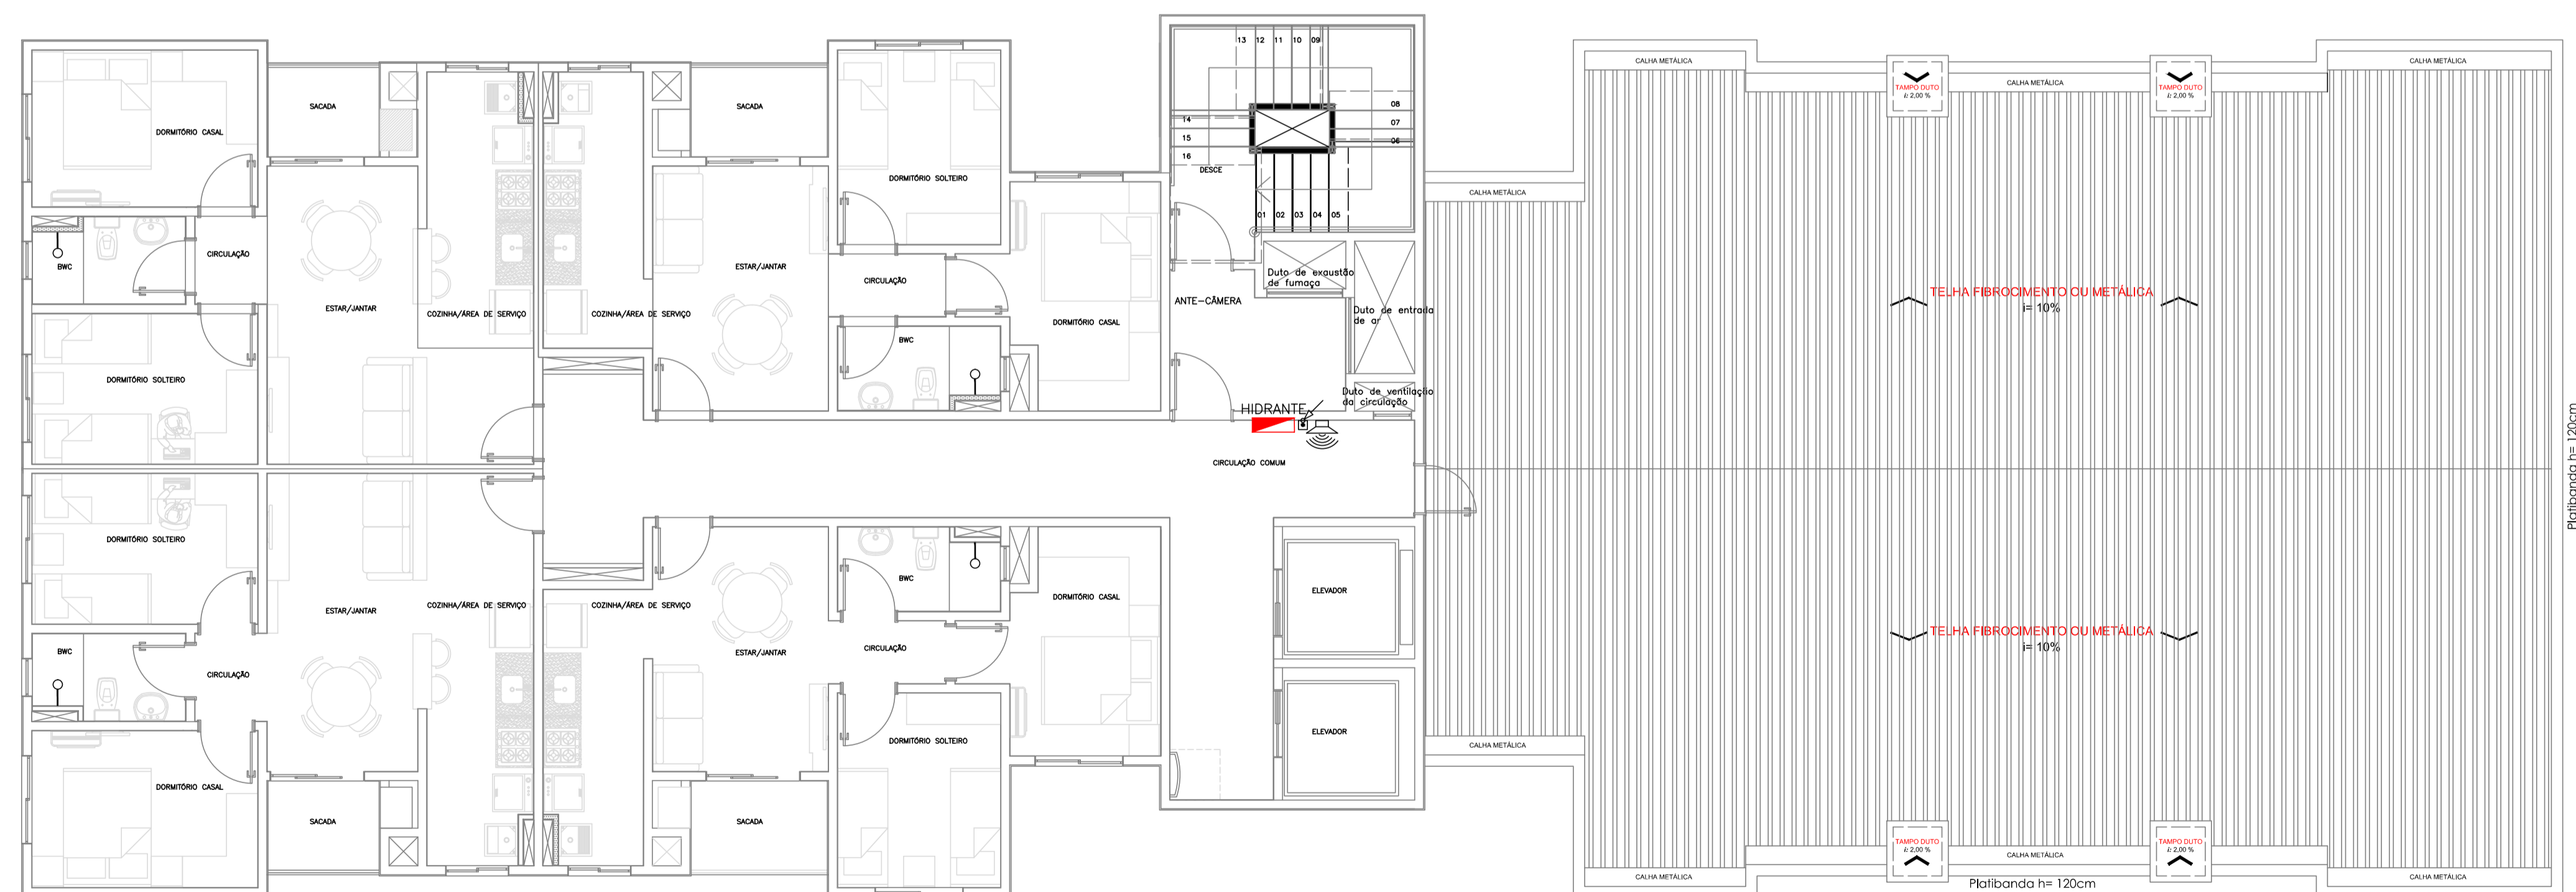 13 12 11 10 09
CALHA METÁLICA
CALHA METÁLICA
CALHA METÁLICA
TAMPO DUTO
i: 2,00 %
TAMPO DUTO
i: 2,00 %
SACADA
SACADA
08
07
06
14
15
16
DORMITÓRIO CASAL
DESCE
DORMITÓRIO SOLTEIRO
CALHA METÁLICA
01 02 03 04 05
CIRCULAÇÃO
BWC
ESTAR/JANTAR
CIRCULAÇÃO
Duto de exaustão
de fumaça
ANTE-CÂMERA
TELHA FIBROCIMENTO OU METÁLICA
i= 10%
ESTAR/JANTAR
COZINHA/ÁREA DE SERVIÇO
COZINHA/ÁREA DE SERVIÇO
DORMITÓRIO CASAL
Duto de entrada
de ar
BWC
DORMITÓRIO SOLTEIRO
Duto de ventilação
da circulação
HIDRANTE
CIRCULAÇÃO COMUM
Platibanda h= 120cm
DORMITÓRIO SOLTEIRO
BWC
ELEVADOR
DORMITÓRIO CASAL
ESTAR/JANTAR
COZINHA/ÁREA DE SERVIÇO
COZINHA/ÁREA DE SERVIÇO
TELHA FIBROCIMENTO OU METÁLICA
i= 10%
BWC
ESTAR/JANTAR
CIRCULAÇÃO
CIRCULAÇÃO
ELEVADOR
DORMITÓRIO SOLTEIRO
CALHA METÁLICA
DORMITÓRIO CASAL
SACADA
SACADA
TAMPO DUTO
i: 2,00 %
TAMPO DUTO
i: 2,00 %
CALHA METÁLICA
CALHA METÁLICA
CALHA METÁLICA
Platibanda h= 120cm